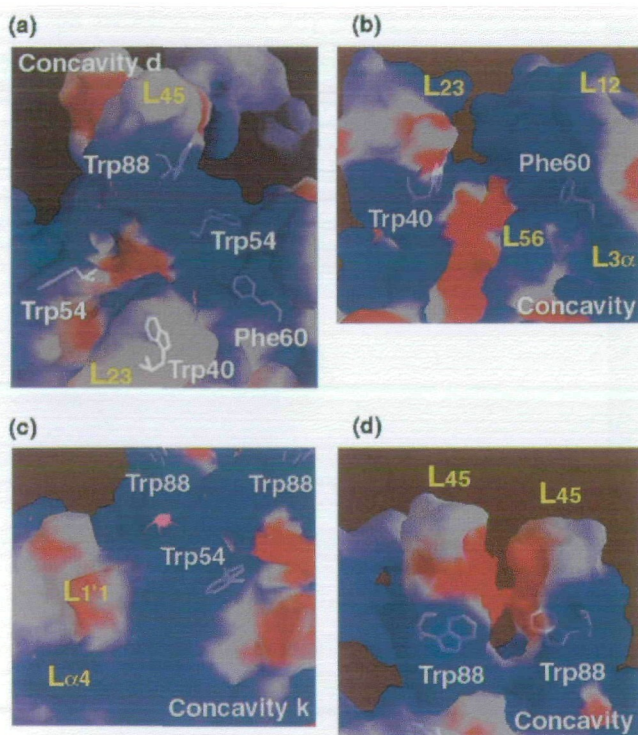 (a)
Concavity d
L45
Trp88
Trp54
Trp54
Phe60
L23
Trp40
(b)
L23
L12
Phe60
Trp40
L56
L3α
Concavity
(c)
Trp88
Trp88
Trp54
L1'1
Lα4
Concavity k
(d)
L45
L45
Trp88
Trp88
Concavity